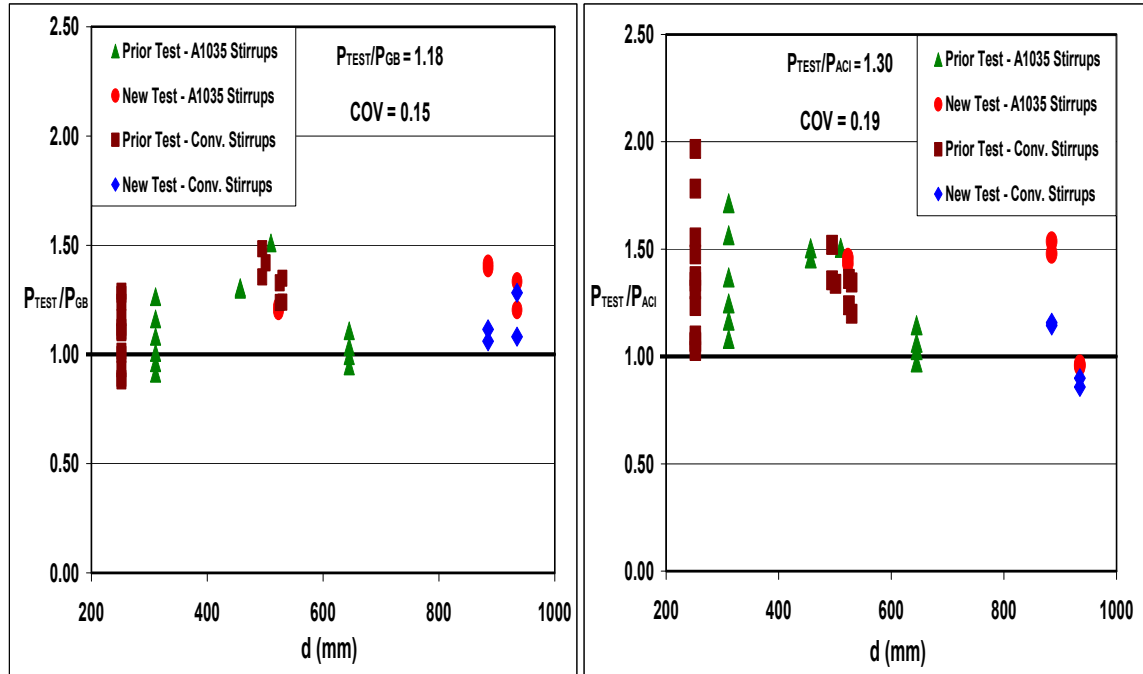 2.50
2.00
1.50
1.00
0.50
0.00
PTEST/PGB
Prior Test - A1035 Stirrups
New Test - A1035 Stirrups
Prior Test - Conv. Stirrups
New Test - Conv. Stirrups
PTEST/PGB = 1.18
COV = 0.15
200 400 600 800 1000
d (mm)
2.50
2.00
1.50
1.00
0.50
0.00
PTEST/PACI
PTEST/PACI = 1.30
COV = 0.19
Prior Test - A1035 Stirrups
New Test - A1035 Stirrups
Prior Test - Conv. Stirrups
New Test - Conv. Stirrups
200 400 600 800 1000
d (mm)